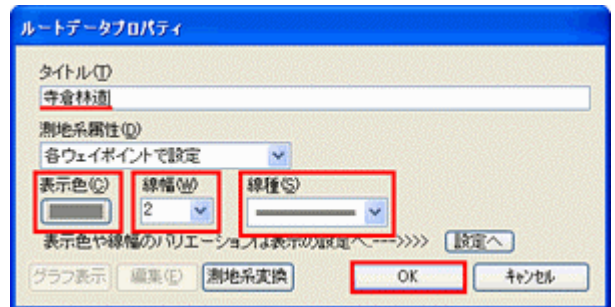 ルートデータプロパティ
タイトル(T)
寺倉林道
測地系属性(D)
各ウェイポイントで設定
表示色(C) 線幅(W) 線種(S)
2
表示色や線幅のバリエーションは表示の設定へ--->>>> 設定へ
グラフ表示 編集(E) 測地系変換 OK キャンセル